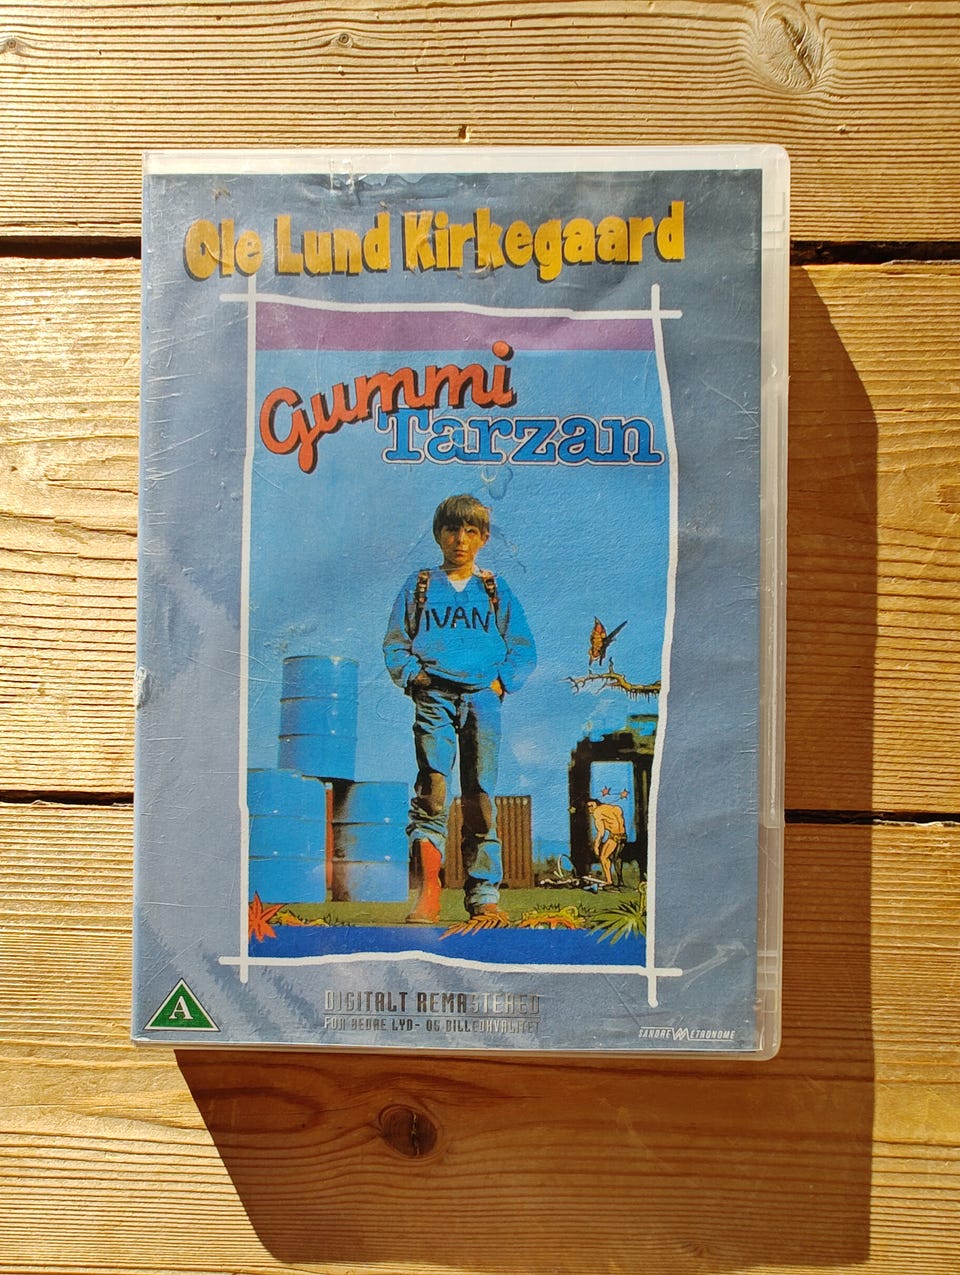 Ole Lund Kirkegaard
Gummi
Tarzan
IVAN
A
DIGITALT REMASTERED
FOR BEDRE LYD- OG BILLEDKVALITET
SANDREW METRONOME